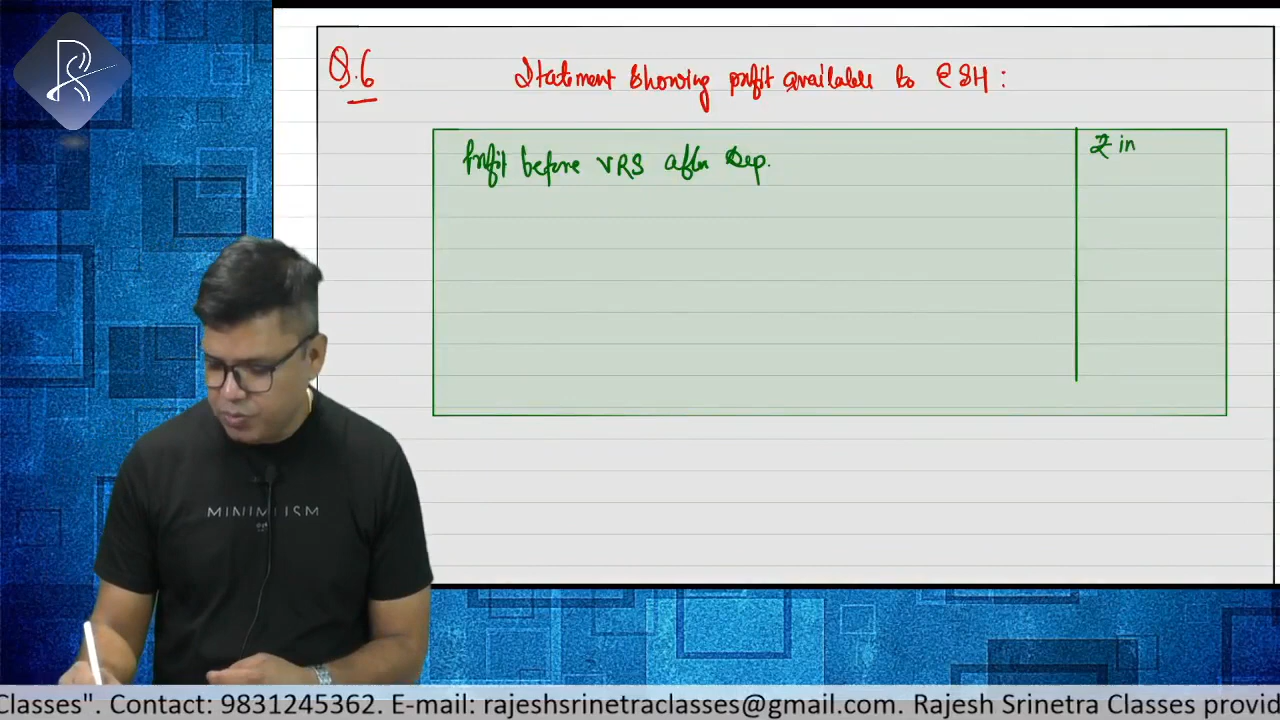 Q.6
Statement showing profit available to ESH :
₹ in
Profit before VRS after Dep.
MINIMLISM
Classes". Contact: 9831245362. E-mail: rajeshsrinetraclasses@gmail.com. Rajesh Srinetra Classes provid